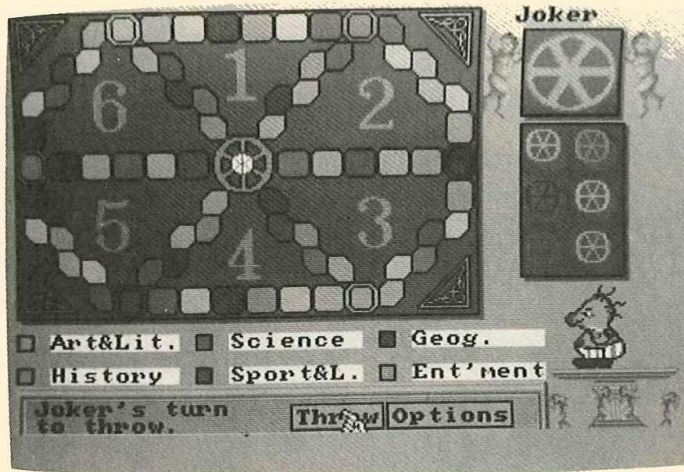 Joker
1
6
2
5
3
4
Art&Lit. Science Geog.
History Sport&L. Ent'ment
Joker's turn
to throw.
Throw Options